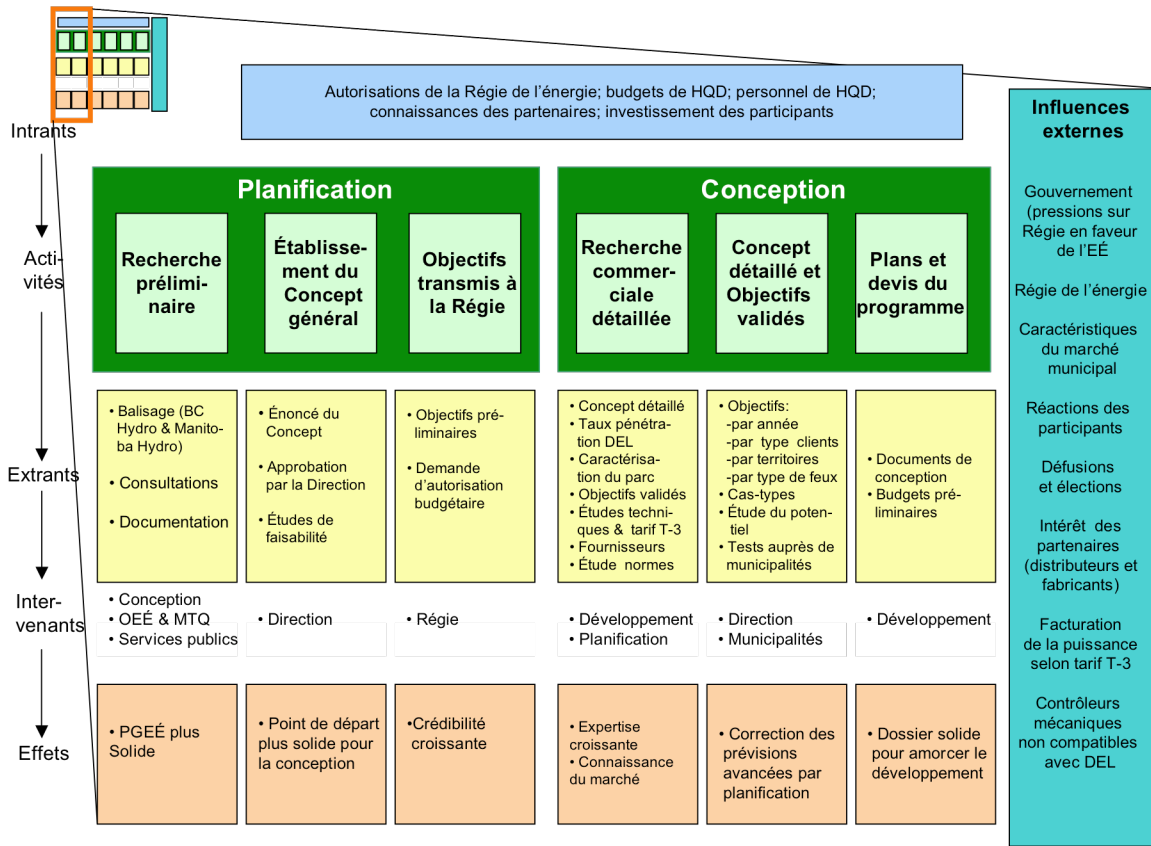 Autorisations de la Régie de l'énergie; budgets de HQD; personnel de HQD;
connaissances des partenaires; investissement des participants
Influences
externes
Gouvernement
(pressions sur
Régie en faveur
de l'EÉ
Régie de l'énergie
Caractéristiques
du marché
municipal
Réactions des
participants
Défusions
et élections
Intérêt des
partenaires
(distributeurs et
fabricants)
Facturation
de la puissance
selon tarif T-3
Contrôleurs
mécaniques
non compatibles
avec DEL
Intrants
Acti-
vités
Extrants
Inter-
venants
Effets
Planification
Recherche
prélimi-
naire
Établisse-
ment du
Concept
général
Objectifs
transmis à
la Régie
Conception
Recherche
commer-
ciale
détaillée
Concept
détaillé et
Objectifs
validés
Plans et
devis du
programme
• Balisage (BC
Hydro & Manito-
ba Hydro)
• Consultations
• Documentation
• Énoncé du
Concept
• Approbation
par la Direction
• Études de
faisabilité
• Objectifs pré-
liminaires
• Demande
d'autorisation
budgétaire
• Concept détaillé
• Taux pénétra
tion DEL
• Caractérisa-
tion du parc
• Objectifs validés
• Études techni-
ques & tarif T-3
• Fournisseurs
• Étude normes
• Objectifs:
-par année
-par type clients
-par territoires
-par type de feux
• Cas-types
• Étude du poten-
tiel
• Tests auprès de
municipalités
• Documents de
conception
• Budgets pré-
liminaires
• Conception
• OEÉ & MTQ
• Services publics
• Direction
• Régie
• Développement
• Planification
• Direction
• Municipalités
• Développement
• PGEÉ plus
Solide
• Point de départ
plus solide pour
la conception
•Crédibilité
croissante
• Expertise
croissante
• Connaissance
du marché
• Correction des
prévisions
avancées par
planification
• Dossier solide
pour amorcer le
développement